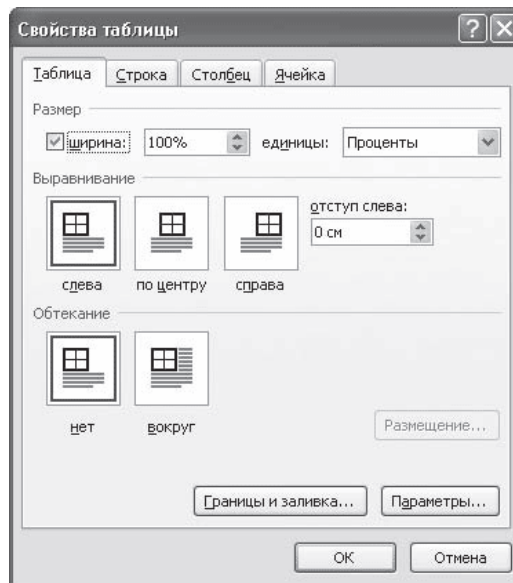 Свойства таблицы
Таблица Строка Столбец Ячейка
Размер
ширина: 100% единицы: Проценты
Выравнивание
отступ слева:
0 см
слева по центру справа
Обтекание
нет вокруг
Размещение...
Границы и заливка... Параметры...
ОК Отмена